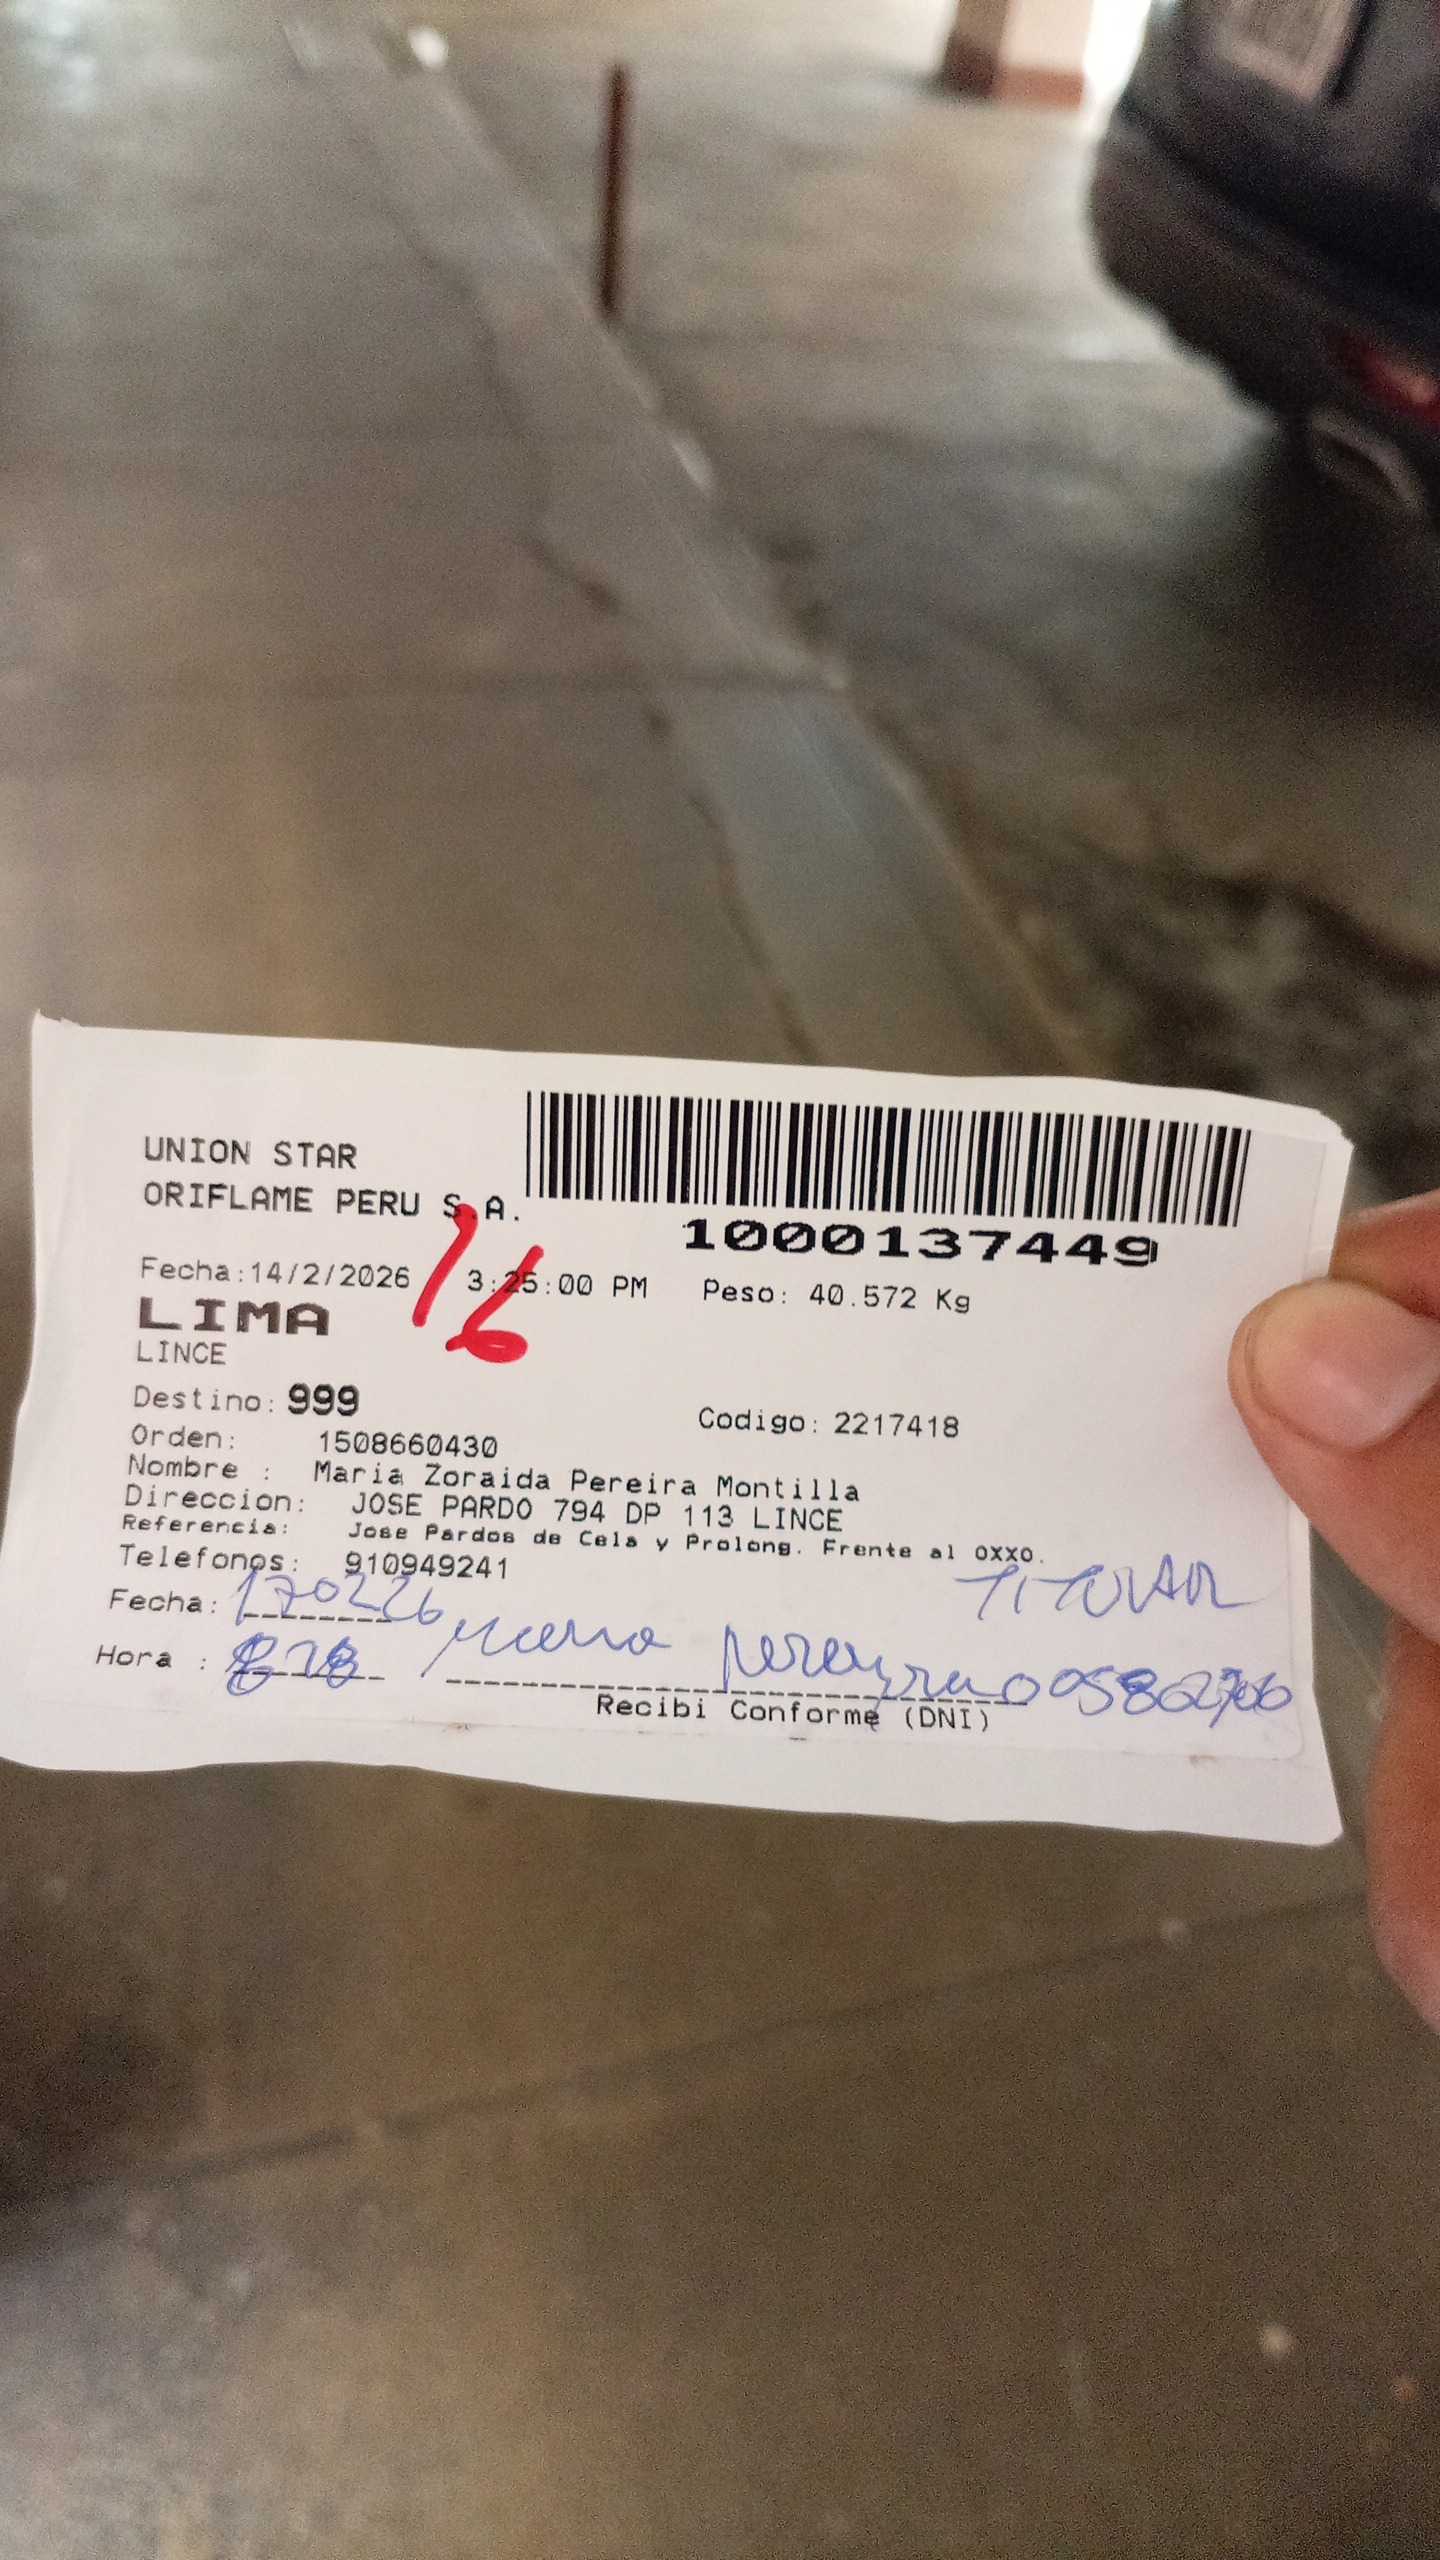 UNION STAR
ORIFLAME PERU S.A.
1000137449
Fecha:14/2/2026 3:25:00 PM Peso: 40.572 Kg
16
LIMA
LINCE
Destino: 999
Codigo: 2217418
Orden: 1508660430
Nombre : Maria Zoraida Pereira Montilla
Direccion: JOSE PARDO 794 DP 113 LINCE
Referencia: Jose Pardos de Cela y Prolong. Frente al OXXO.
Telefonos: 910949241
TITULAR
Fecha: 170226
Hora :
Recibi Conforme (DNI)